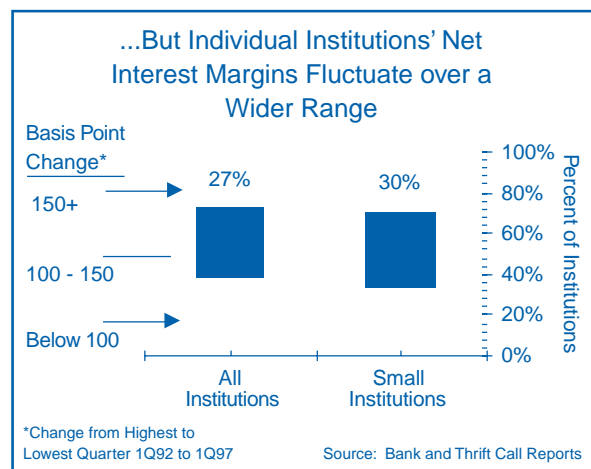 ...But Individual Institutions’ Net
Interest Margins Fluctuate over a
Wider Range
Basis Point
Change*
150+
100 - 150
Below 100
27%
30%
100%
80%
60%
40%
20%
0%
Percent of Institutions
All
Institutions
Small
Institutions
*Change from Highest to
Lowest Quarter 1Q92 to 1Q97
Source: Bank and Thrift Call Reports